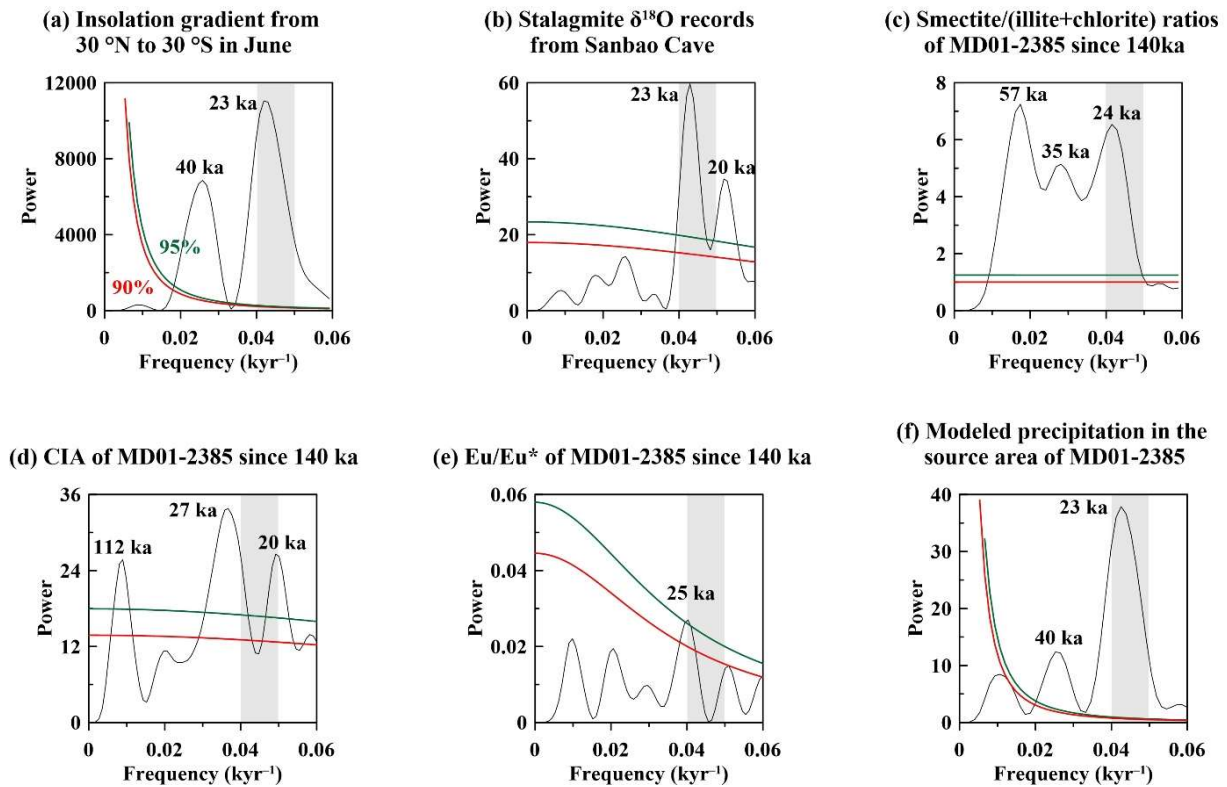 (a) Insolation gradient from
30 °N to 30 °S in June
12000
8000
4000
0
Power
23 ka
40 ka
95%
90%
0
0.02
0.04
0.06
Frequency (kyr⁻¹)
(b) Stalagmite δ¹⁸O records
from Sanbao Cave
60
40
20
0
Power
23 ka
20 ka
0
0.02
0.04
0.06
Frequency (kyr⁻¹)
(c) Smectite/(illite+chlorite) ratios
of MD01-2385 since 140ka
8
6
4
2
0
Power
57 ka
35 ka
24 ka
0
0.02
0.04
0.06
Frequency (kyr⁻¹)
(d) CIA of MD01-2385 since 140 ka
36
24
12
0
Power
112 ka
27 ka
20 ka
0
0.02
0.04
0.06
Frequency (kyr⁻¹)
(e) Eu/Eu* of MD01-2385 since 140 ka
0.06
0.04
0.02
0
Power
25 ka
0
0.02
0.04
0.06
Frequency (kyr⁻¹)
(f) Modeled precipitation in the
source area of MD01-2385
40
30
20
10
0
Power
23 ka
40 ka
0
0.02
0.04
0.06
Frequency (kyr⁻¹)